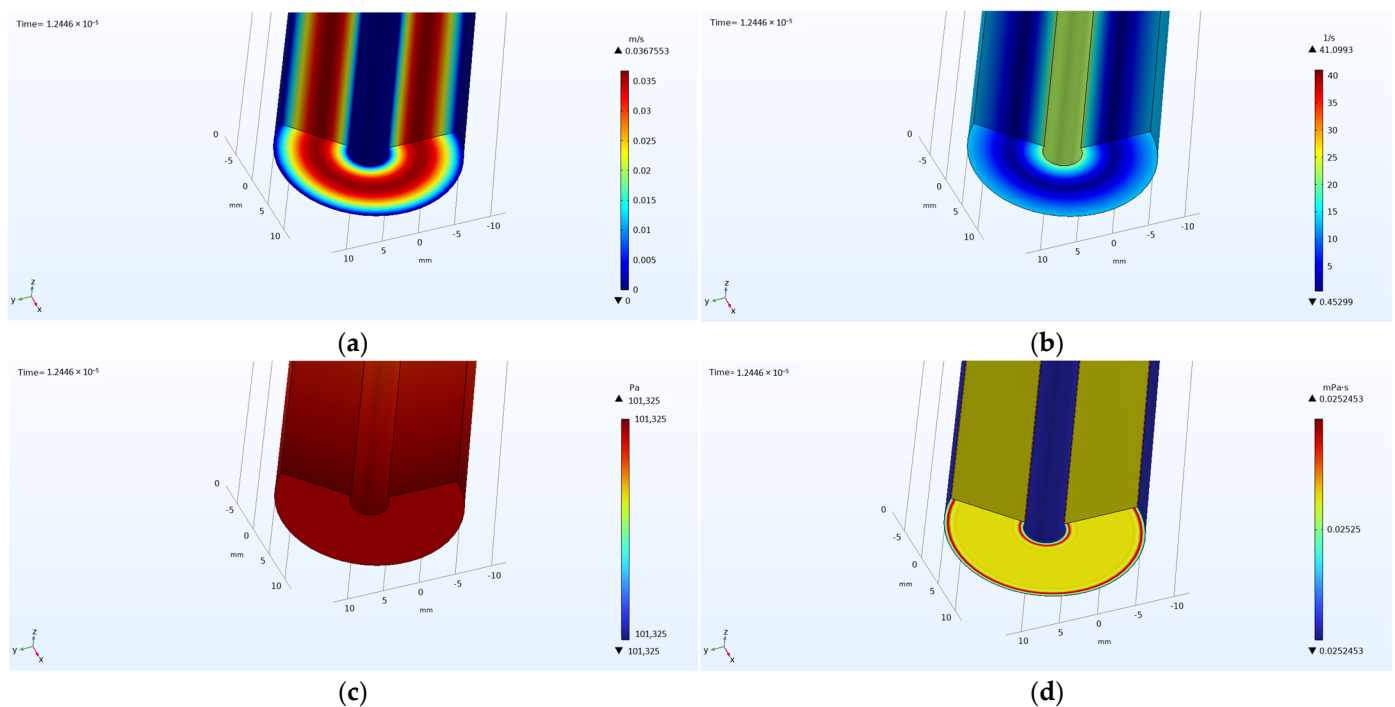 Time= 1.2446 × 10⁻⁵
m/s
▲ 0.0367553
0.035
0.03
0.025
0.02
0.015
0.01
0.005
0
▼ 0
0
-5
0
mm
5
10
10
5
0
-5
-10
mm
z
y
x
(a)
Time= 1.2446 × 10⁻⁵
1/s
▲ 41.0993
40
35
30
25
20
15
10
5
▼ 0.45299
0
-5
0
mm
5
10
10
5
0
-5
-10
mm
z
y
x
(b)
Time= 1.2446 × 10⁻⁵
Pa
▲ 101,325
101,325
101,325
▼ 101,325
0
-5
0
mm
5
10
10
5
0
-5
-10
mm
z
y
x
(c)
Time= 1.2446 × 10⁻⁵
mPa-s
▲ 0.0252453
0.02525
▼ 0.0252453
0
-5
0
mm
5
10
10
5
0
-5
-10
mm
z
y
x
(d)